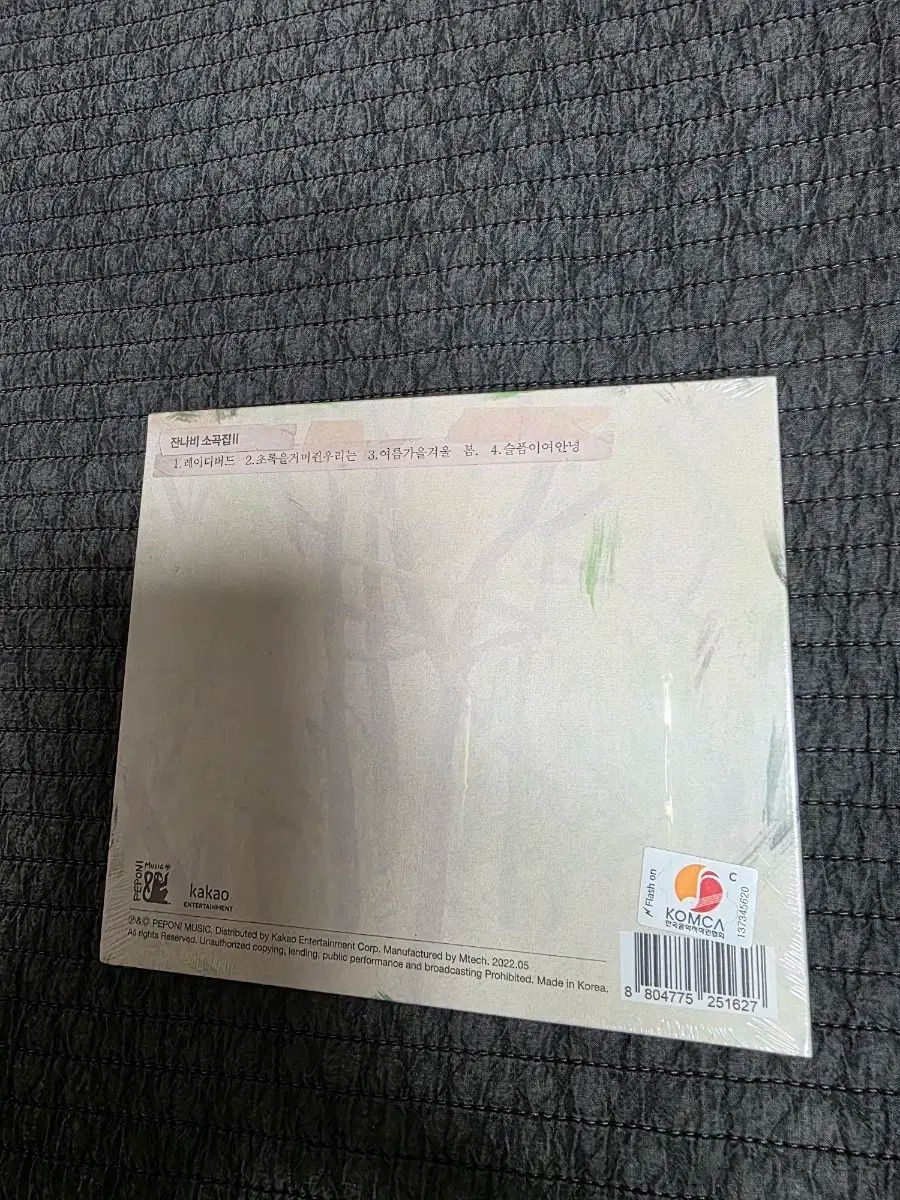 잔나비 소곡집 II
1.레이디버드 2.초록을거머쥔우리는 3.여름가을겨울 봄. 4.슬픔이여안녕
PEPONI
Music
kakao
ENTERTAINMENT
℗&© PEPONI MUSIC, Distributed by Kakao Entertainment Corp. Manufactured by Mtech. 2022.05
All rights Reserved. Unauthorized copying, lending, public performance and broadcasting Prohibited. Made in Korea.
Flash on
C
KOMCA
한국음악저작권협회
137345620
8 804775 251627